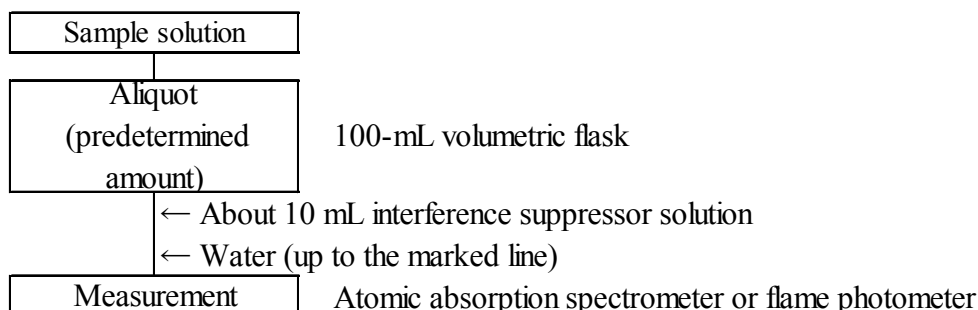 Sample solution
Aliquot
(predetermined
100-mL volumetric flask
amount)
← About 10 mL interference suppressor solution
← Water (up to the marked line)
Measurement
Atomic absorption spectrometer or flame photometer